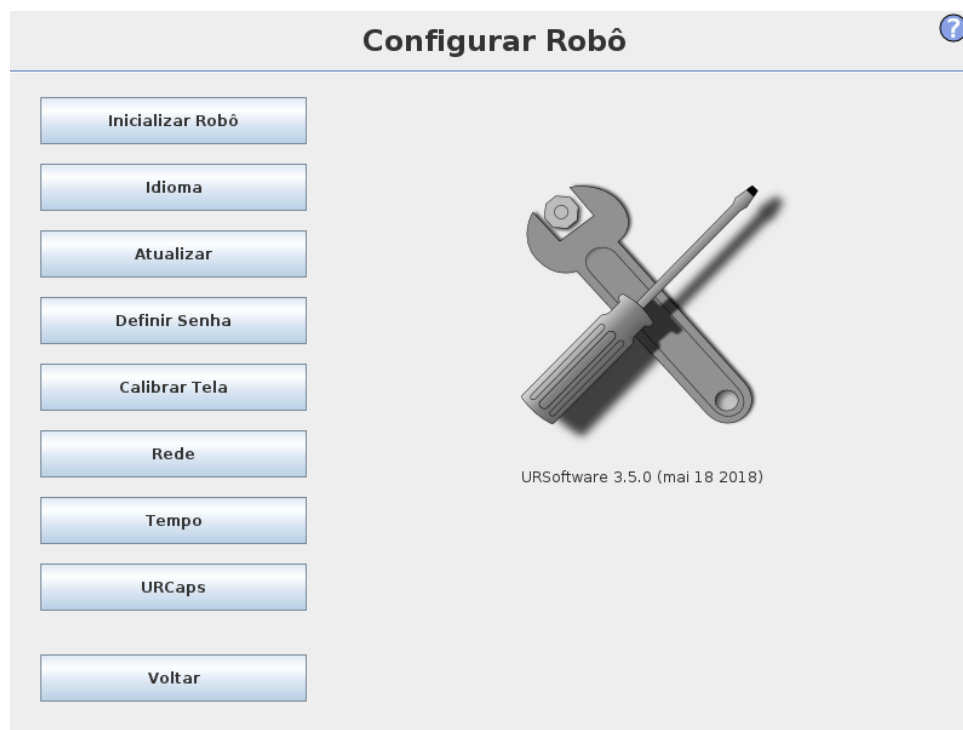 Configurar Robô
?
Inicializar Robô
Idioma
Atualizar
Definir Senha
Calibrar Tela
Rede
Tempo
URCaps
Voltar
URSoftware 3.5.0 (mai 18 2018)